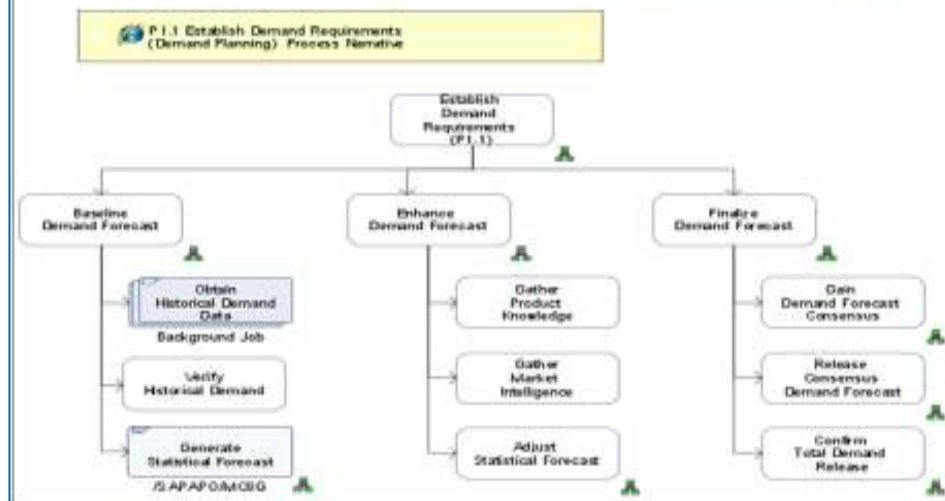 P1.1 Establish Demand Requirements
(Demand Planning) Process Narrative
Establish
Demand
Requirements
(P1.1)
Baseline
Demand Forecast
Enhance
Demand Forecast
Finalize
Demand Forecast
Obtain
Historical Demand
Data
Background Job
Gather
Product
Knowledge
Gain
Demand Forecast
Consensus
Verify
Historical Demand
Gather
Market
Intelligence
Release
Consensus
Demand Forecast
Generate
Statistical Forecast
/SAPAPO/MC8G
Adjust
Statistical Forecast
Confirm
Total Demand
Release